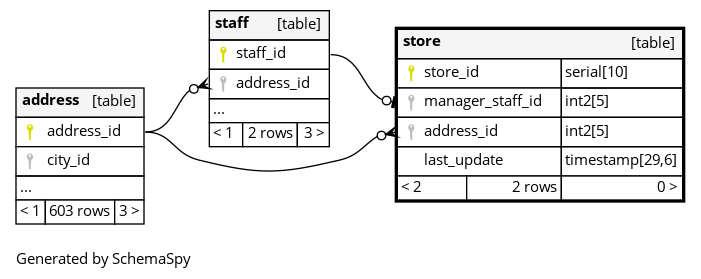 staff [table]
staff_id
address_id
...
< 1 2 rows 3 >
store [table]
store_id serial[10]
manager_staff_id int2[5]
address_id int2[5]
last_update timestamp[29,6]
< 2 2 rows 0 >
address [table]
address_id
city_id
...
< 1 603 rows 3 >
Generated by SchemaSpy